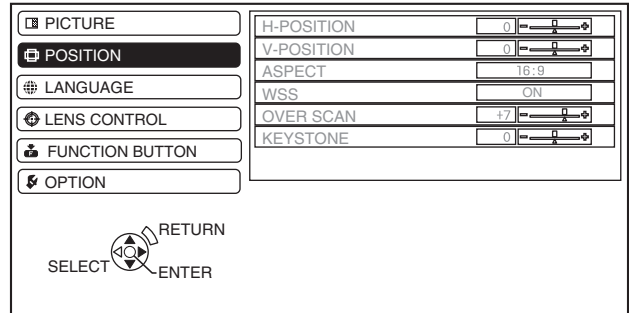 PICTURE
POSITION
LANGUAGE
LENS CONTROL
FUNCTION BUTTON
OPTION
H-POSITION 0
V-POSITION 0
ASPECT 16:9
WSS ON
OVER SCAN +7
KEYSTONE 0
RETURN
SELECT
ENTER